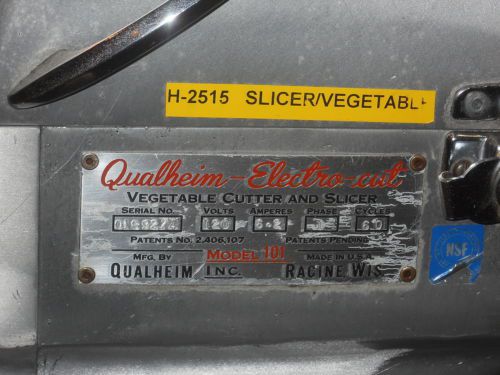 H-2515 SLICER/VEGETABL
Qualheim-Electro-cut
VEGETABLE CUTTER AND SLICER
SERIAL NO. VOLTS AMPERES PHASE CYCLES
120 60
PATENTS NO. 2,406,107 PATENTS PENDING
MFG. BY MODEL 101 MADE IN U.S.A.
QUALHEIM INC. RACINE WIS
NSF